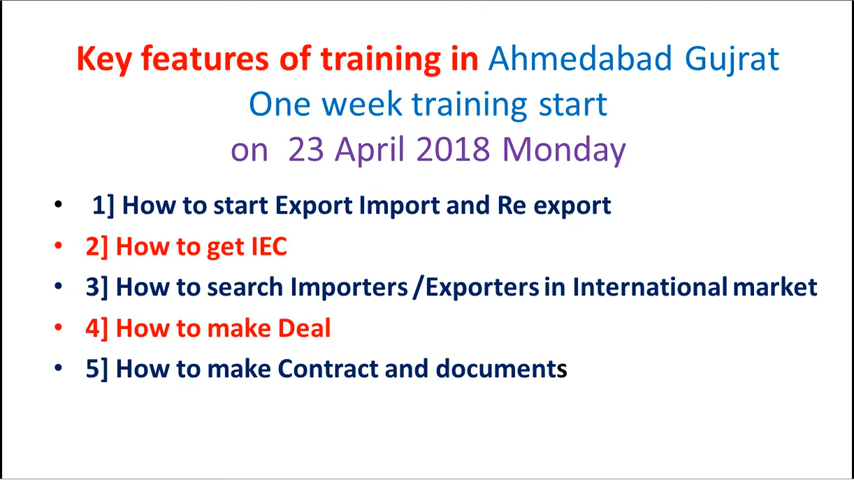 Key features of training in Ahmedabad Gujrat
One week training start
on 23 April 2018 Monday
• 1] How to start Export Import and Re export
• 2] How to get IEC
• 3] How to search Importers /Exporters in International market
• 4] How to make Deal
• 5] How to make Contract and documents